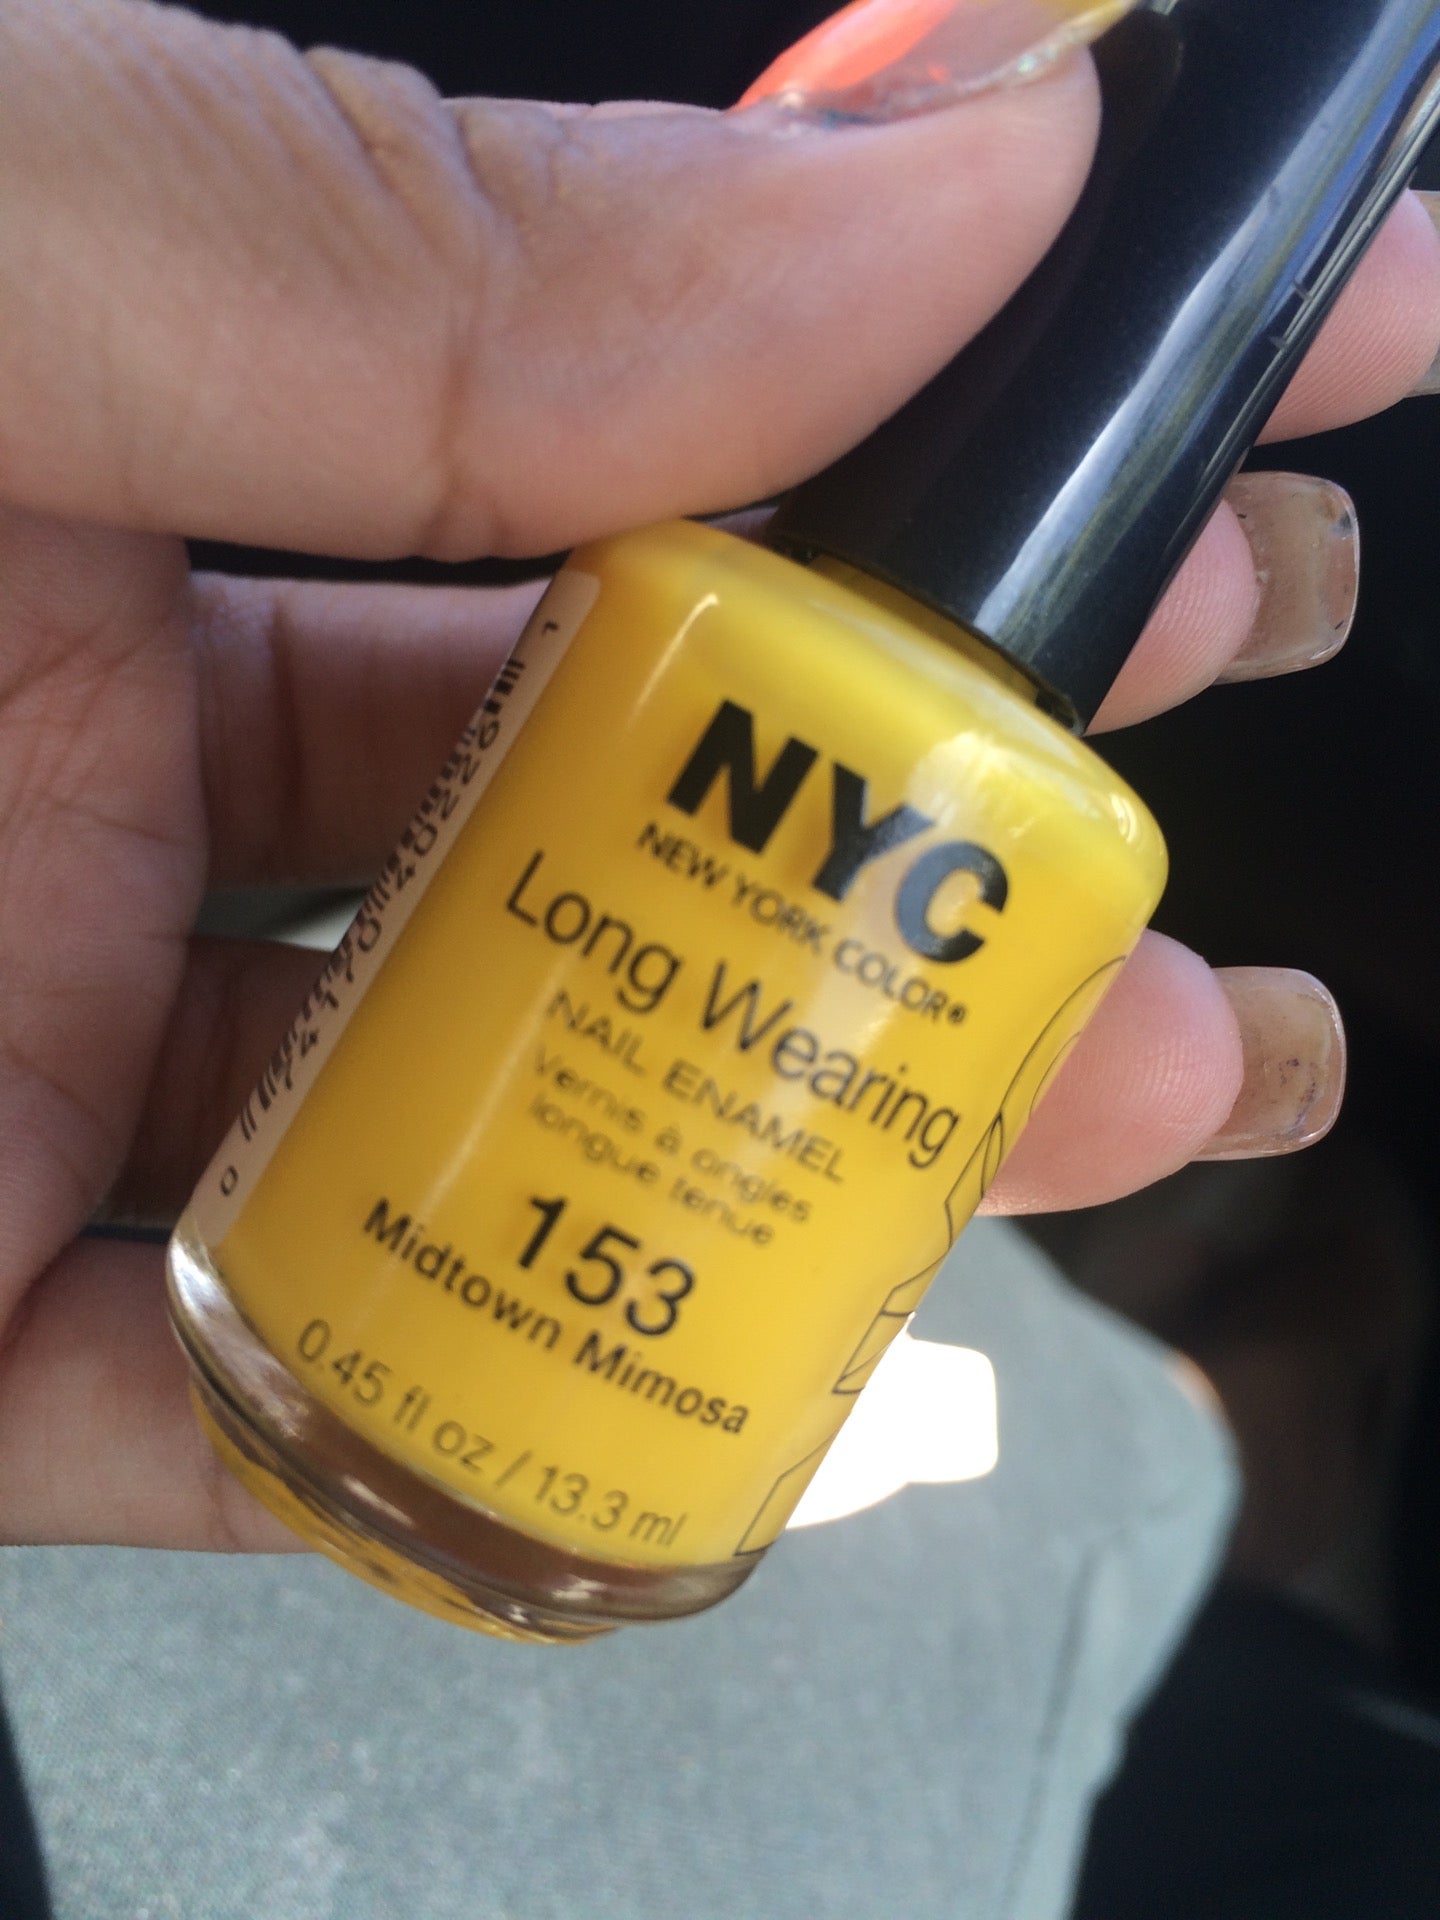 NYC
NEW YORK COLOR®
Long Wearing
NAIL ENAMEL
Vernis à ongles
longue tenue
153
Midtown Mimosa
0.45 fl oz / 13.3 ml
0